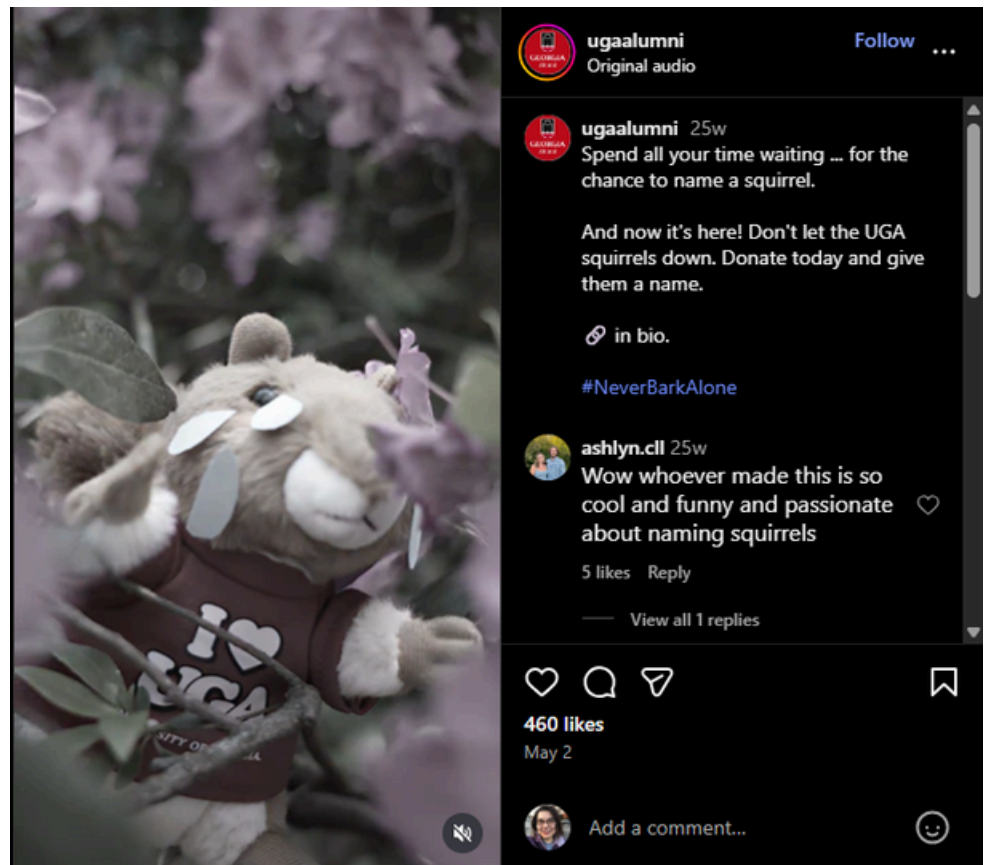 ugaalumni
Follow
Original audio
GEORGIA
ugaalumni 25w
GEORGIA
Spend all your time waiting ... for the
chance to name a squirrel.
And now it's here! Don't let the UGA
squirrels down. Donate today and give
them a name.
🔗 in bio.
#NeverBarkAlone
ashlyn.cll 25w
Wow whoever made this is so
cool and funny and passionate
about naming squirrels
5 likes Reply
View all 1 replies
460 likes
May 2
Add a comment...
I ♥
UGA